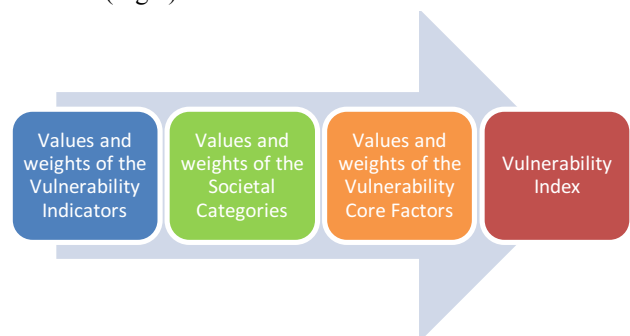 Values and
weights of the
Vulnerability
Indicators
Values and
weights of the
Societal
Categories
Values and
weights of the
Vulnerability
Core Factors
Vulnerability
Index